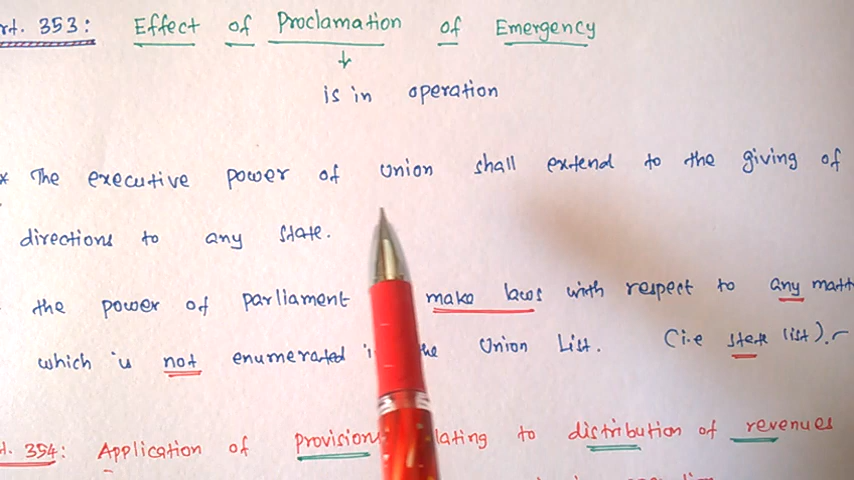 rt. 353: Effect of Proclamation of Emergency
is in operation
* The executive power of Union shall extend to the giving of
directions to any state.
the power of parliament make laws with respect to any matt
which is not enumerated i he Union List. (i.e state list).
t. 354: Application of provision lating to distribution of revenues